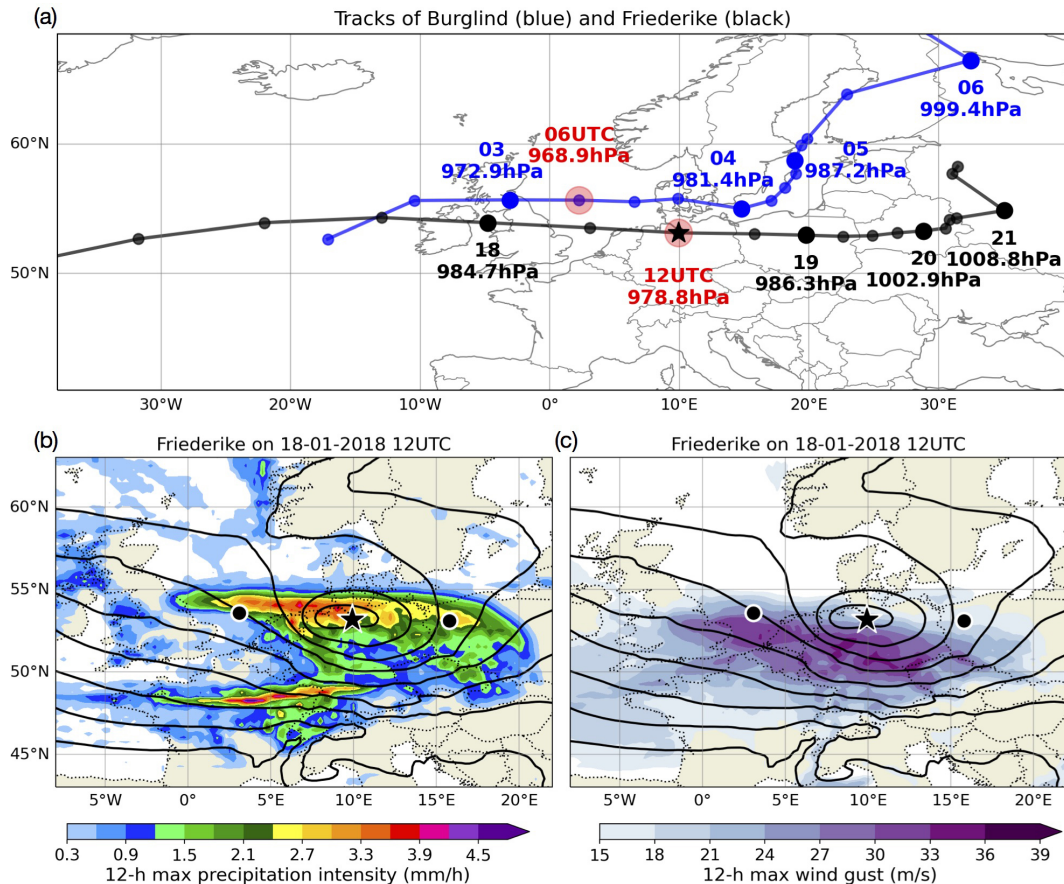 (a)
Tracks of Burglind (blue) and Friederike (black)
60°N
50°N
03
972.9hPa
06UTC
968.9hPa
04
981.4hPa
05
987.2hPa
06
999.4hPa
18
984.7hPa
12UTC
978.8hPa
19
986.3hPa
20
1002.9hPa
21
1008.8hPa
30°W
20°W
10°W
0°E
10°E
20°E
30°E
(b)
Friederike on 18-01-2018 12UTC
60°N
55°N
50°N
45°N
5°W
0°E
5°E
10°E
15°E
20°E
0.3
0.9
1.5
2.1
2.7
3.3
3.9
4.5
12-h max precipitation intensity (mm/h)
(c)
Friederike on 18-01-2018 12UTC
5°W
0°E
5°E
10°E
15°E
20°E
15
18
21
24
27
30
33
36
39
12-h max wind gust (m/s)